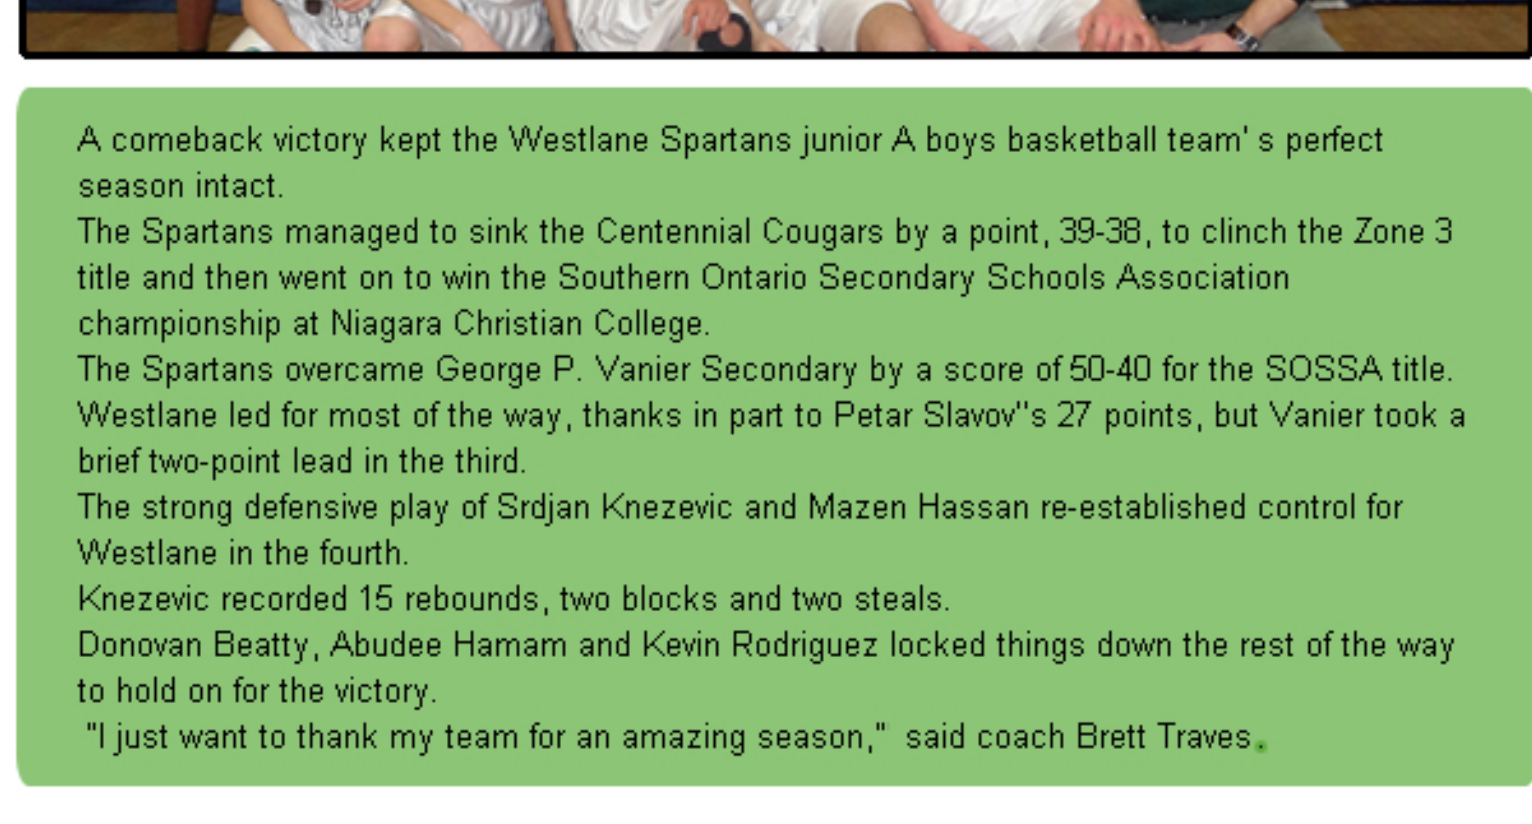 A comeback victory kept the Westlane Spartans junior A boys basketball team' s perfect
season intact.
The Spartans managed to sink the Centennial Cougars by a point, 39-38, to clinch the Zone 3
title and then went on to win the Southern Ontario Secondary Schools Association
championship at Niagara Christian College.
The Spartans overcame George P. Vanier Secondary by a score of 50-40 for the SOSSA title.
Westlane led for most of the way, thanks in part to Petar Slavov"s 27 points, but Vanier took a
brief two-point lead in the third.
The strong defensive play of Srdjan Knezevic and Mazen Hassan re-established control for
Westlane in the fourth.
Knezevic recorded 15 rebounds, two blocks and two steals.
Donovan Beatty, Abudee Hamam and Kevin Rodriguez locked things down the rest of the way
to hold on for the victory.
"I just want to thank my team for an amazing season," said coach Brett Traves.